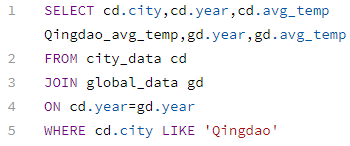 1 SELECT cd.city,cd.year,cd.avg_temp
Qingdao_avg_temp,gd.year,gd.avg_temp
2 FROM city_data cd
3 JOIN global_data gd
4 ON cd.year=gd.year
5 WHERE cd.city LIKE 'Qingdao'